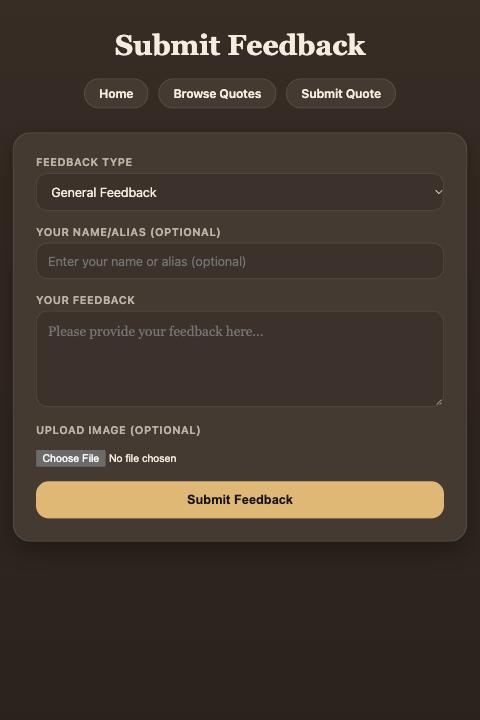 Submit Feedback
Home Browse Quotes Submit Quote
FEEDBACK TYPE
General Feedback
YOUR NAME/ALIAS (OPTIONAL)
Enter your name or alias (optional)
YOUR FEEDBACK
Please provide your feedback here...
UPLOAD IMAGE (OPTIONAL)
Choose File No file chosen
Submit Feedback